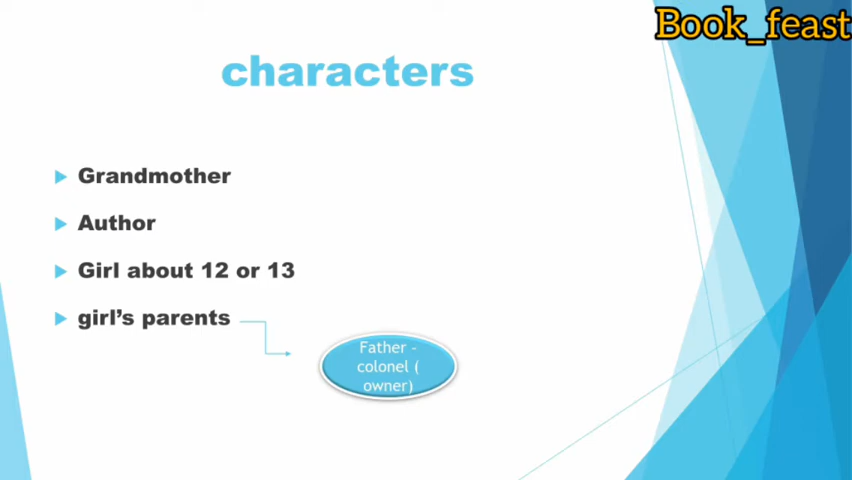 Book_feast
characters
Grandmother
Author
Girl about 12 or 13
girl's parents
Father -
colonel (
owner)